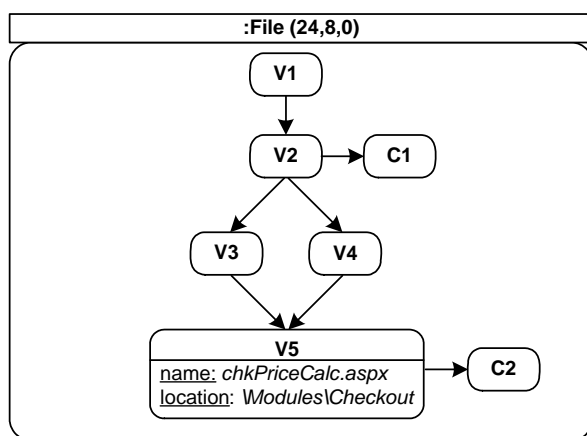 :File (24,8,0)
V1
V2
C1
V3
V4
V5
name: chkPriceCalc.aspx
location: \Modules\Checkout
C2